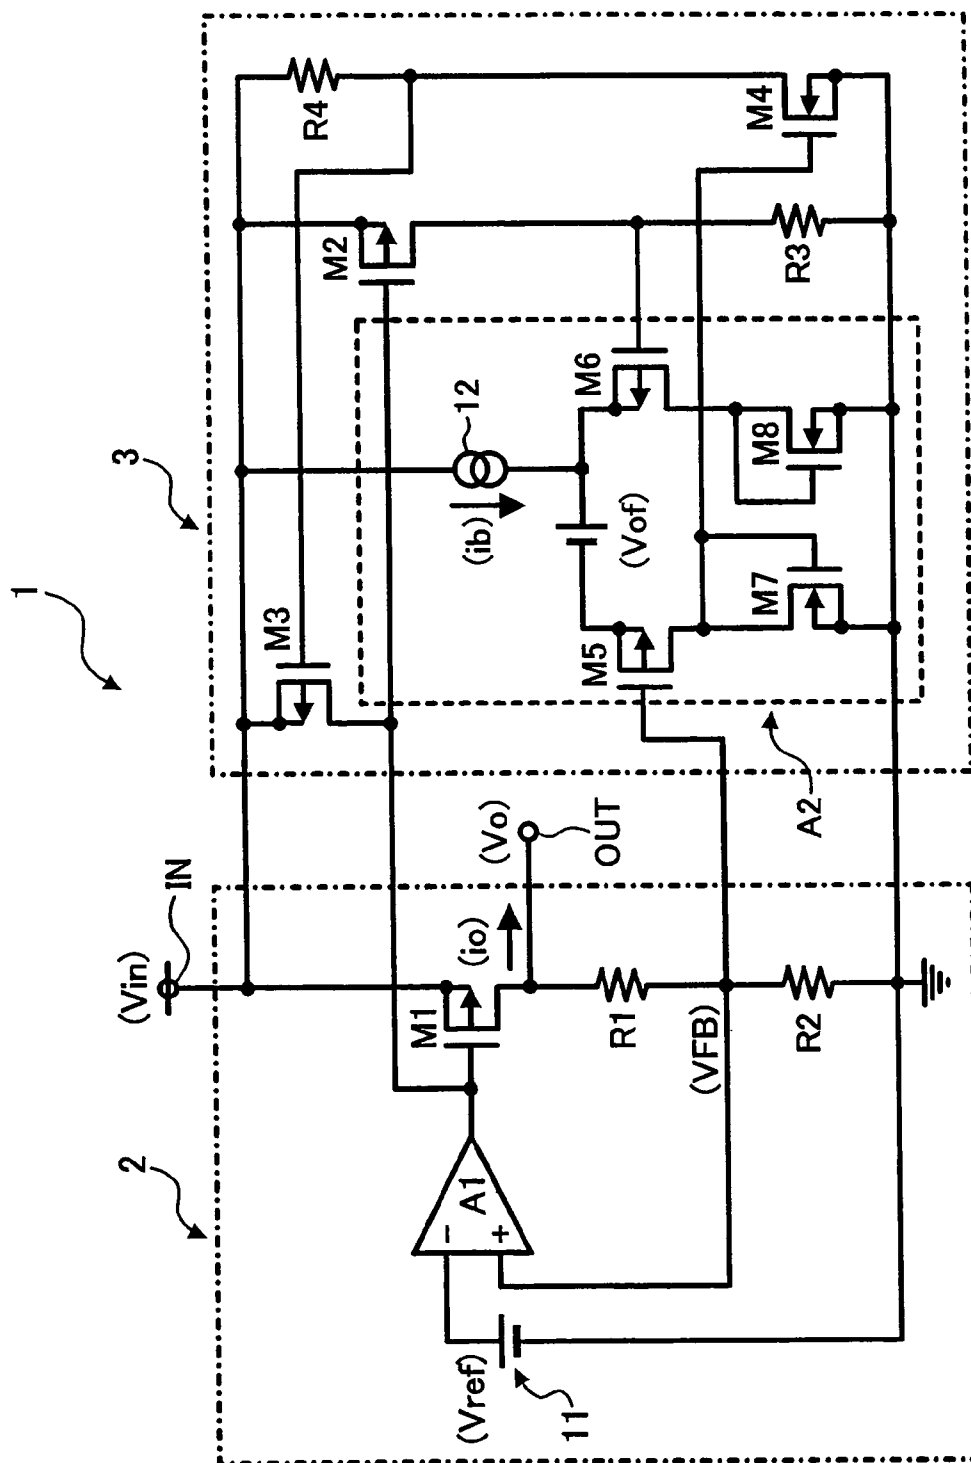 1
3
R4
M4
M2
R3
M3
12
(ib)
M6
(Vof)
M8
M5
M7
A2
IN
(Vin)
(Vo)
OUT
(io)
M1
R1
(VFB)
R2
2
A1
−
+
(Vref)
11